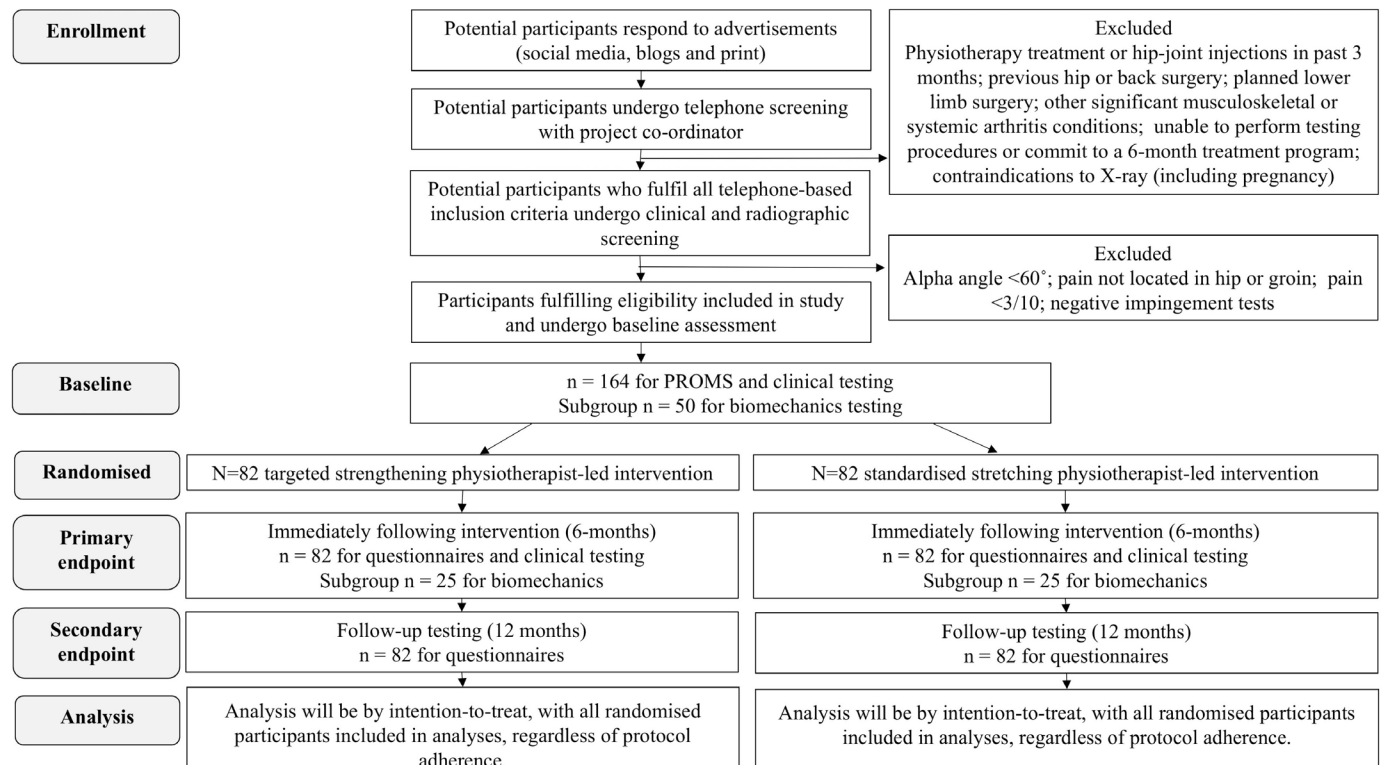 Enrollment
Potential participants respond to advertisements
(social media, blogs and print)
Potential participants undergo telephone screening
with project co-ordinator
Excluded
Physiotherapy treatment or hip-joint injections in past 3
months; previous hip or back surgery; planned lower
limb surgery; other significant musculoskeletal or
systemic arthritis conditions;  unable to perform testing
procedures or commit to a 6-month treatment program;
contraindications to X-ray (including pregnancy)
Potential participants who fulfil all telephone-based
inclusion criteria undergo clinical and radiographic
screening
Excluded
Alpha angle <60˚; pain not located in hip or groin;  pain
<3/10; negative impingement tests
Participants fulfilling eligibility included in study
and undergo baseline assessment
Baseline
n = 164 for PROMS and clinical testing
Subgroup n = 50 for biomechanics testing
Randomised
N=82 targeted strengthening physiotherapist-led intervention
N=82 standardised stretching physiotherapist-led intervention
Primary
endpoint
Immediately following intervention (6-months)
n = 82 for questionnaires and clinical testing
Subgroup n = 25 for biomechanics
Immediately following intervention (6-months)
n = 82 for questionnaires and clinical testing
Subgroup n = 25 for biomechanics
Secondary
endpoint
Follow-up testing (12 months)
n = 82 for questionnaires
Follow-up testing (12 months)
n = 82 for questionnaires
Analysis
Analysis will be by intention-to-treat, with all randomised
participants included in analyses, regardless of protocol
adherence
Analysis will be by intention-to-treat, with all randomised participants
included in analyses, regardless of protocol adherence.